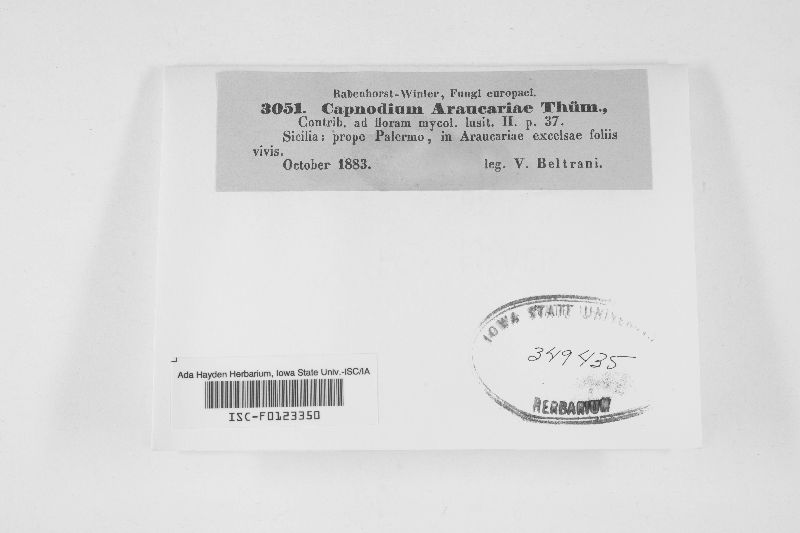 Rabenhorst-Winter, Fungi europaei.
3051. Capnodium Araucariae Thüm.,
Contrib. ad floram mycol. lusit. II. p. 37.
Sicilia: prope Palermo, in Araucariae excelsae foliis
vivis.
October 1883. leg. V. Beltrani.
IOWA STATE UNIVERSITY
349435
HERBARIUM
Ada Hayden Herbarium, Iowa State Univ.-ISC/IA
ISC-F0123350